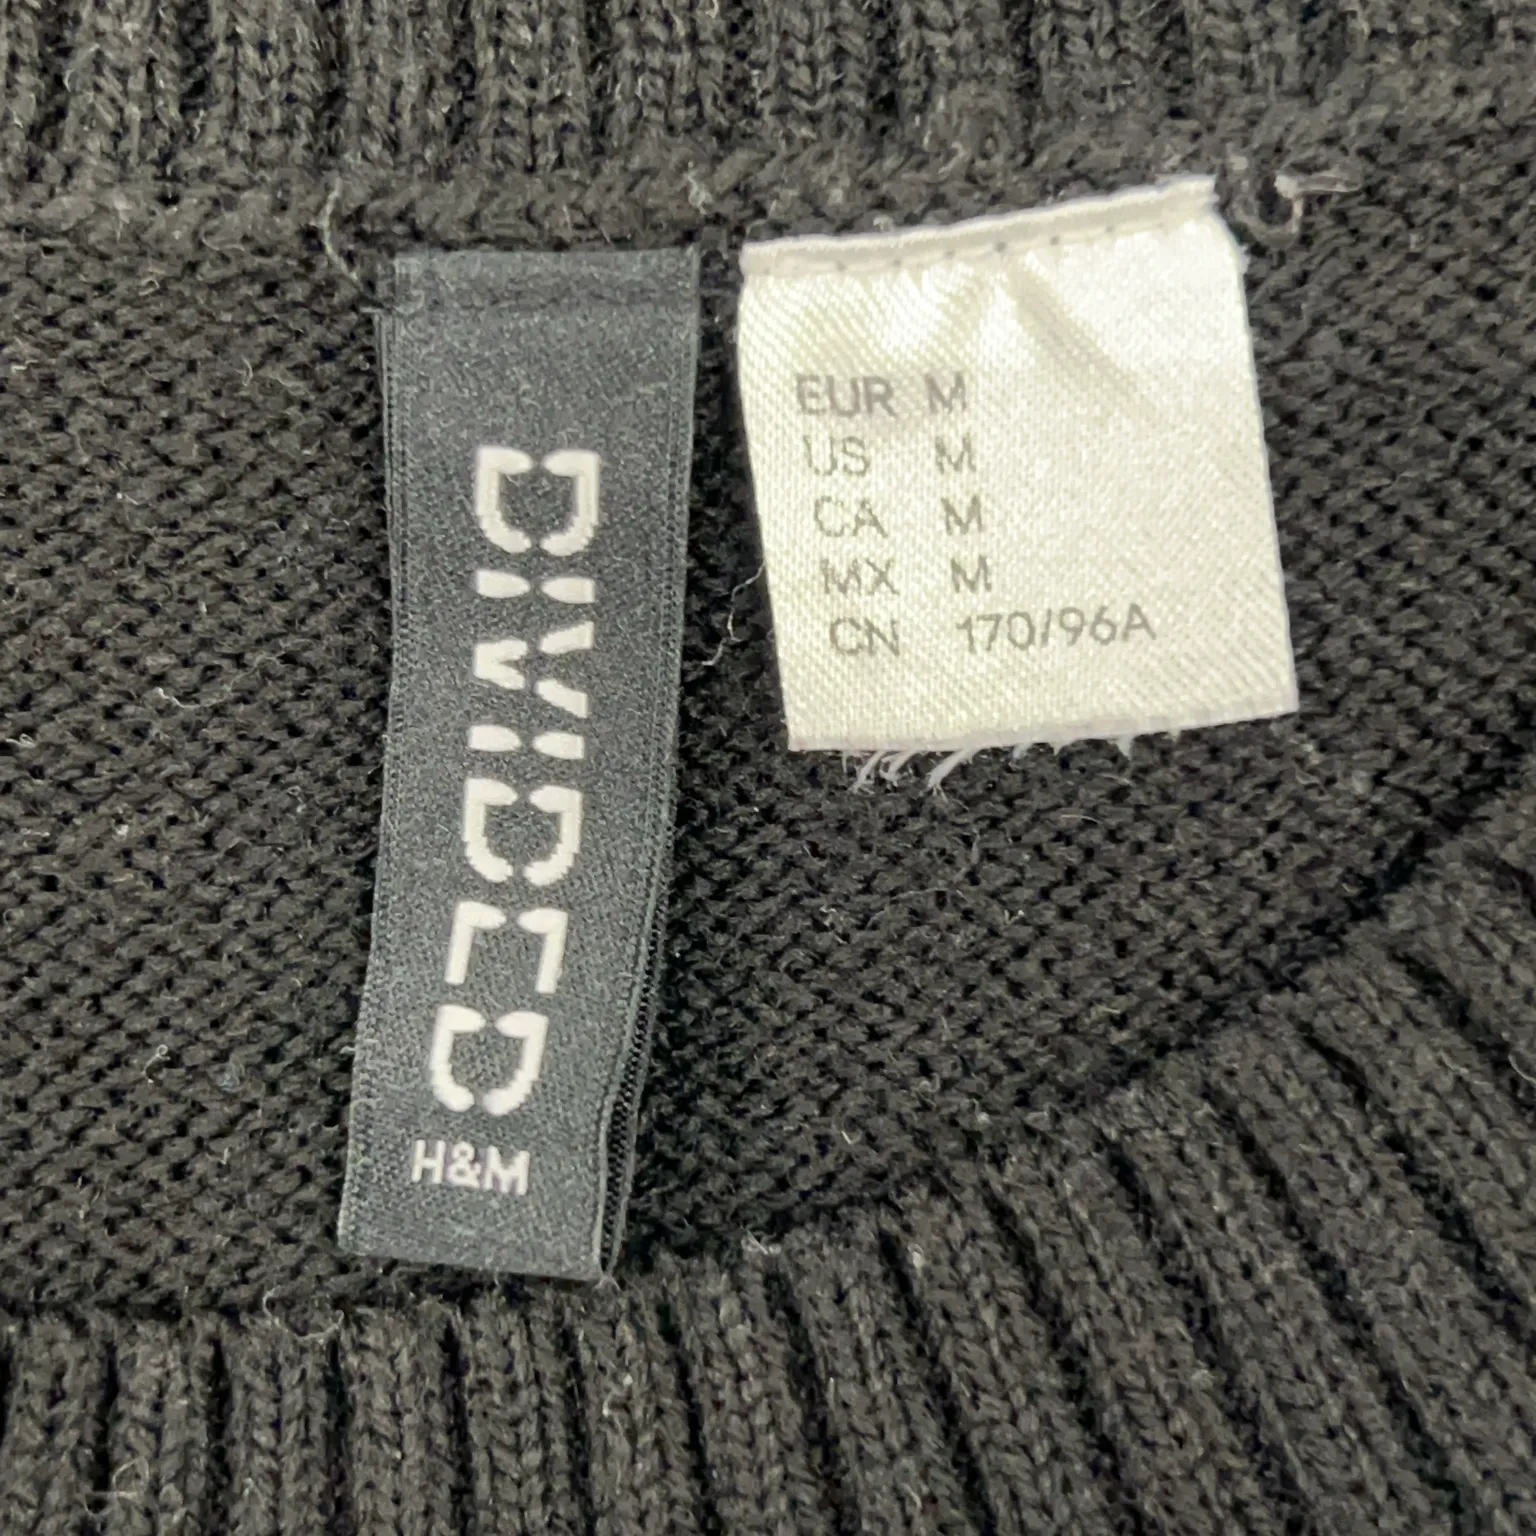 DIVIDED
H&M
EUR M
US M
CA M
MX M
CN 170/96A